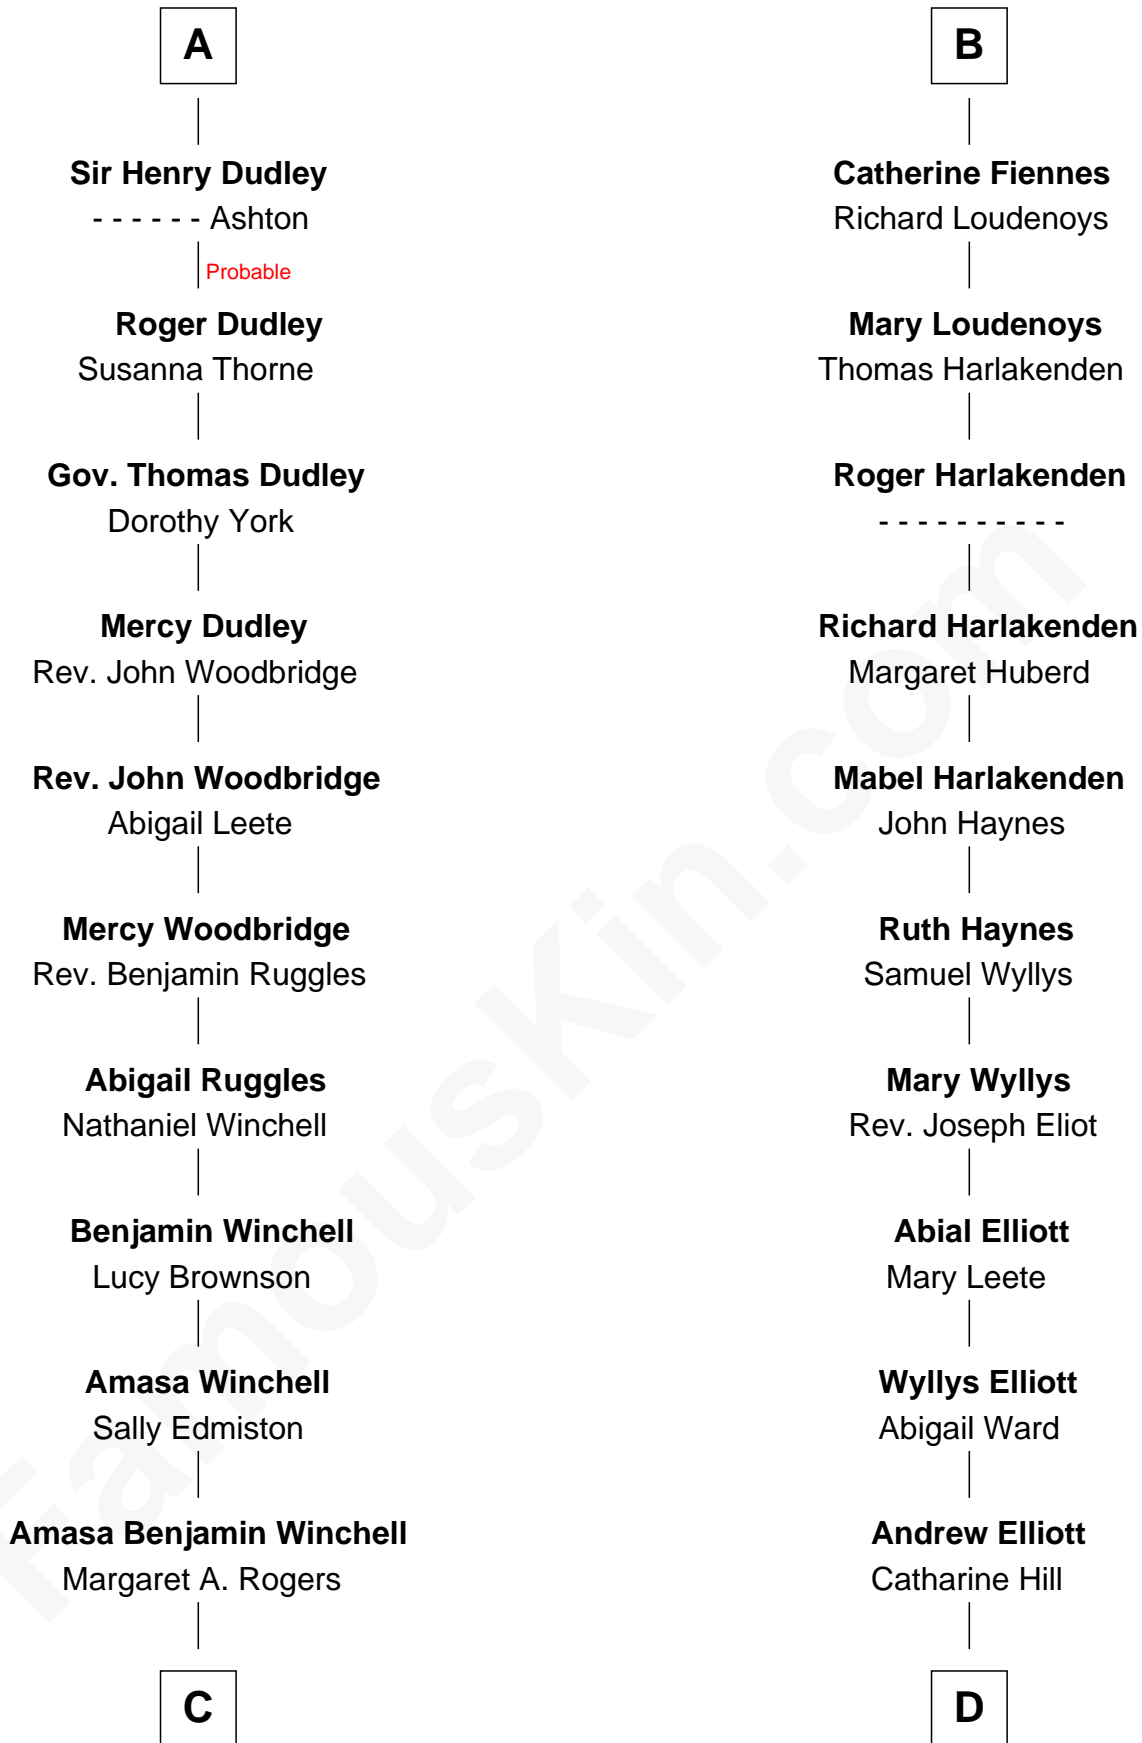 A
Sir Henry Dudley
- - - - - - Ashton
Probable
Roger Dudley
Susanna Thorne
Gov. Thomas Dudley
Dorothy York
Mercy Dudley
Rev. John Woodbridge
Rev. John Woodbridge
Abigail Leete
Mercy Woodbridge
Rev. Benjamin Ruggles
Abigail Ruggles
Nathaniel Winchell
Benjamin Winchell
Lucy Brownson
Amasa Winchell
Sally Edmiston
Amasa Benjamin Winchell
Margaret A. Rogers
C
B
Catherine Fiennes
Richard Loudenoys
Mary Loudenoys
Thomas Harlakenden
Roger Harlakenden
- - - - - - - - - -
Richard Harlakenden
Margaret Huberd
Mabel Harlakenden
John Haynes
Ruth Haynes
Samuel Wyllys
Mary Wyllys
Rev. Joseph Eliot
Abial Elliott
Mary Leete
Wyllys Elliott
Abigail Ward
Andrew Elliott
Catharine Hill
D
FamousKin.com